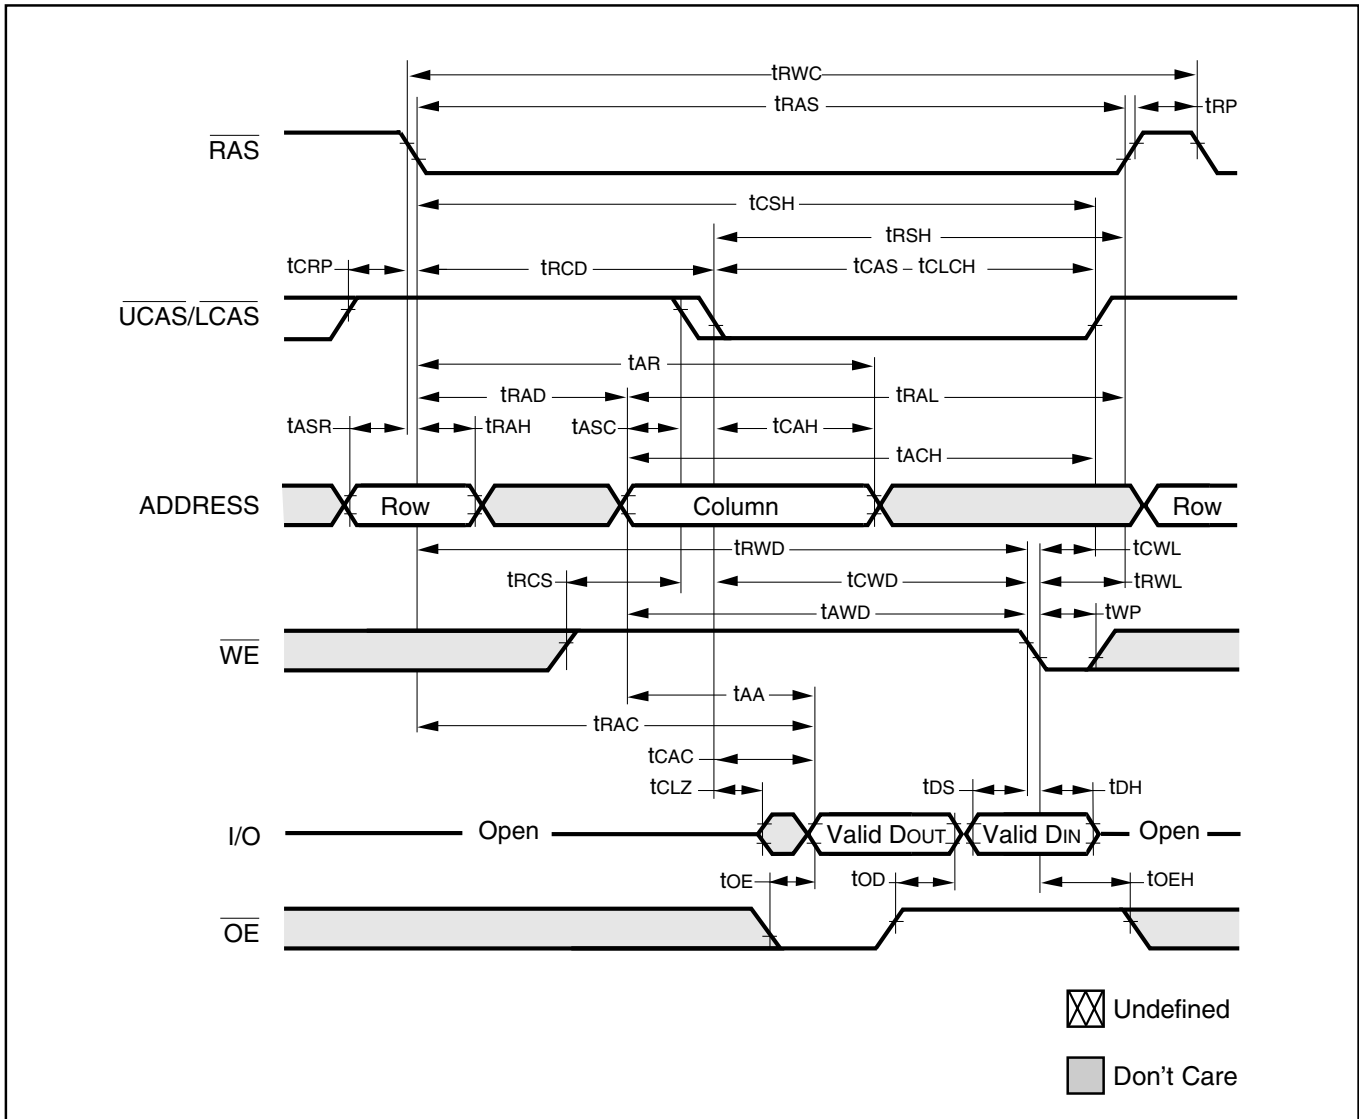 tRWC
tRAS
tRP
RAS
tCSH
tRSH
tCRP
tRCD
tCAS – tCLCH
UCAS/LCAS
tAR
tRAD
tRAL
tASR
tRAH
tASC
tCAH
tACH
ADDRESS
Row
Column
Row
tRWD
tCWL
tRCS
tCWD
tRWL
tAWD
tWP
WE
tAA
tRAC
tCAC
tCLZ
tDS
tDH
I/O
Open
Valid DOUT
Valid DIN
Open
tOE
tOD
tOEH
OE
Undefined
Don't Care